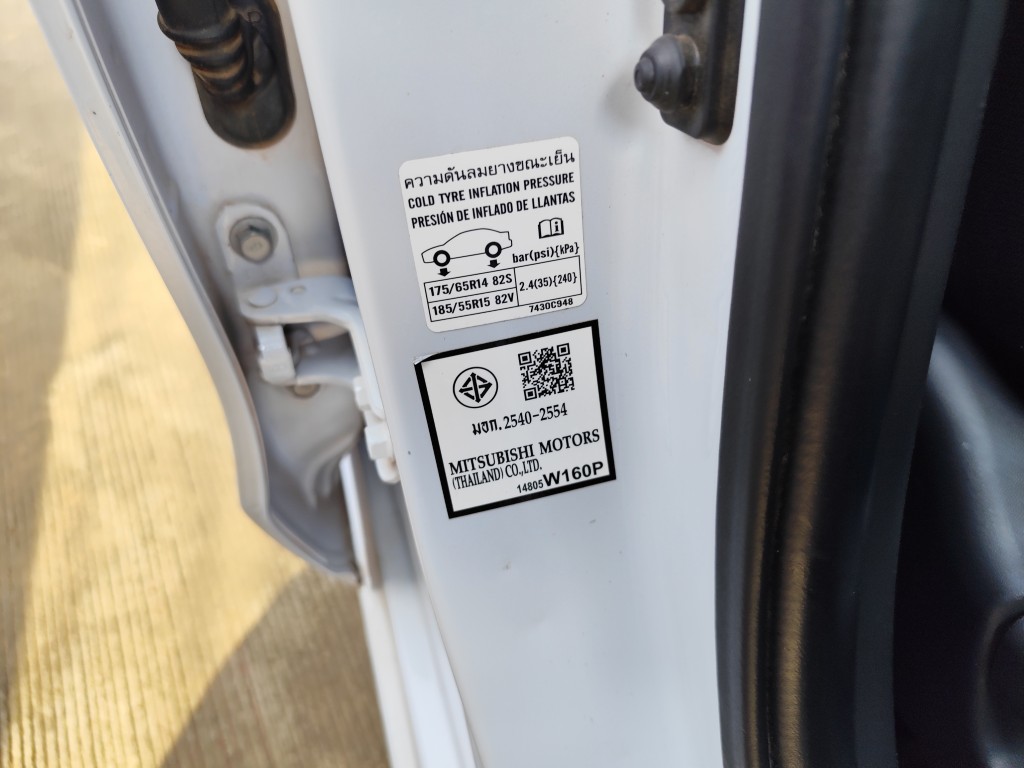 ความดันลมยางขณะเย็น
COLD TYRE INFLATION PRESSURE
PRESIÓN DE INFLADO DE LLANTAS
bar(psi){kPa}
175/65R14 82S
185/55R15 82V
2.4(35){240}
7430C948
มอก.2540-2554
MITSUBISHI MOTORS
(THAILAND) CO.,LTD.
14805 W160P